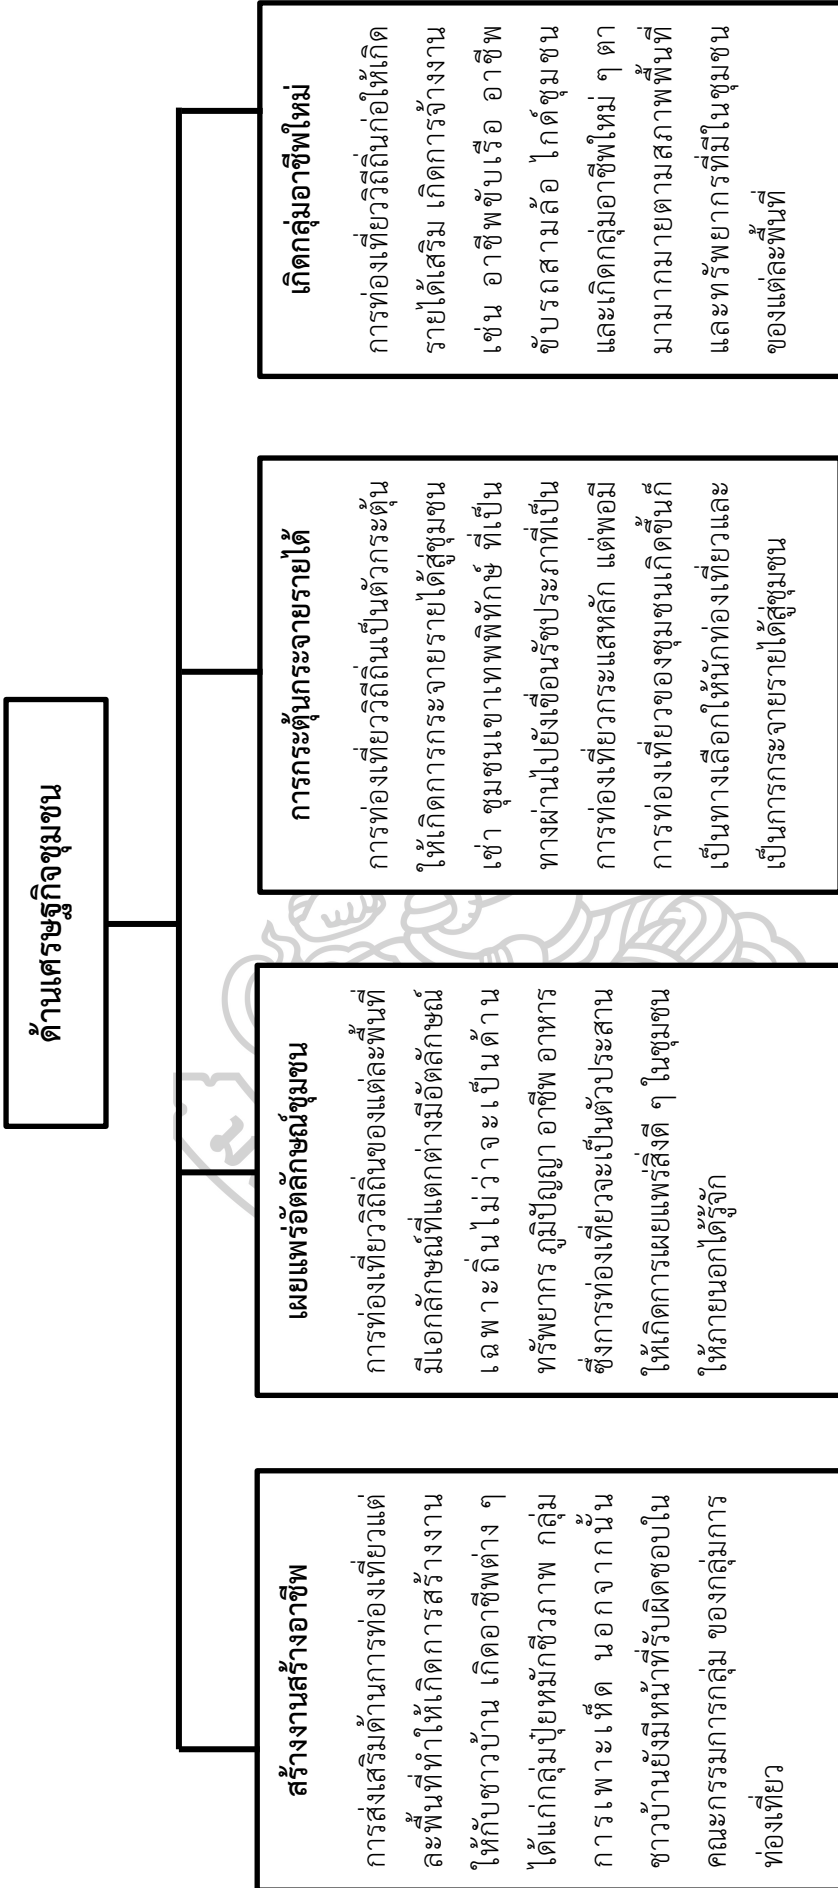 ด้านเศรษฐกิจชุมชน
สร้างงานสร้างอาชีพ
การส่งเสริมด้านการท่องเที่ยวแต่
ละพื้นที่ทำให้เกิดการสร้างงาน
ให้กับชาวบ้าน เกิดอาชีพต่าง ๆ
ได้แก่กลุ่มปุ๋ยหมักชีวภาพ กลุ่ม
การเพาะเห็ด นอกจากนั้น
ชาวบ้านยังมีหน้าที่รับผิดชอบใน
คณะกรรมการกลุ่ม ของกลุ่มการ
ท่องเที่ยว
เผยแพร่อัตลักษณ์ชุมชน
การท่องเที่ยววิถีถิ่นของแต่ละพื้นที่
มีเอกลักษณ์ที่แตกต่างมีอัตลักษณ์
เฉพาะถิ่นไม่ว่าจะเป็นด้าน
ทรัพยากร ภูมิปัญญา อาชีพ อาหาร
ซึ่งการท่องเที่ยวจะเป็นตัวประสาน
ให้เกิดการเผยแพร่สิ่งดี ๆ ในชุมชน
ให้ภายนอกได้รู้จัก
การกระตุ้นกระจายรายได้
การท่องเที่ยววิถีถิ่นเป็นตัวกระตุ้น
ให้เกิดการกระจายรายได้สู่ชุมชน
เช่า ชุมชนเขาเทพพิทักษ์ ที่เป็น
ทางผ่านไปยังเขื่อนรัชประภาที่เป็น
การท่องเที่ยวกระแสหลัก แต่พอมี
การท่องเที่ยวของชุมชนเกิดขึ้นก็
เป็นทางเลือกให้นักท่องเที่ยวและ
เป็นการกระจายรายได้สู่ชุมชน
เกิดกลุ่มอาชีพใหม่
การท่องเที่ยววิถีถิ่นก่อให้เกิด
รายได้เสริม เกิดการจ้างงาน
เช่น อาชีพขับเรือ อาชีพ
ขับรถสามล้อ ไกด์ชุมชน
และเกิดกลุ่มอาชีพใหม่ ๆ ตา
มามากมายตามสภาพพื้นที่
และทรัพยากรที่มีในชุมชน
ของแต่ละพื้นที่